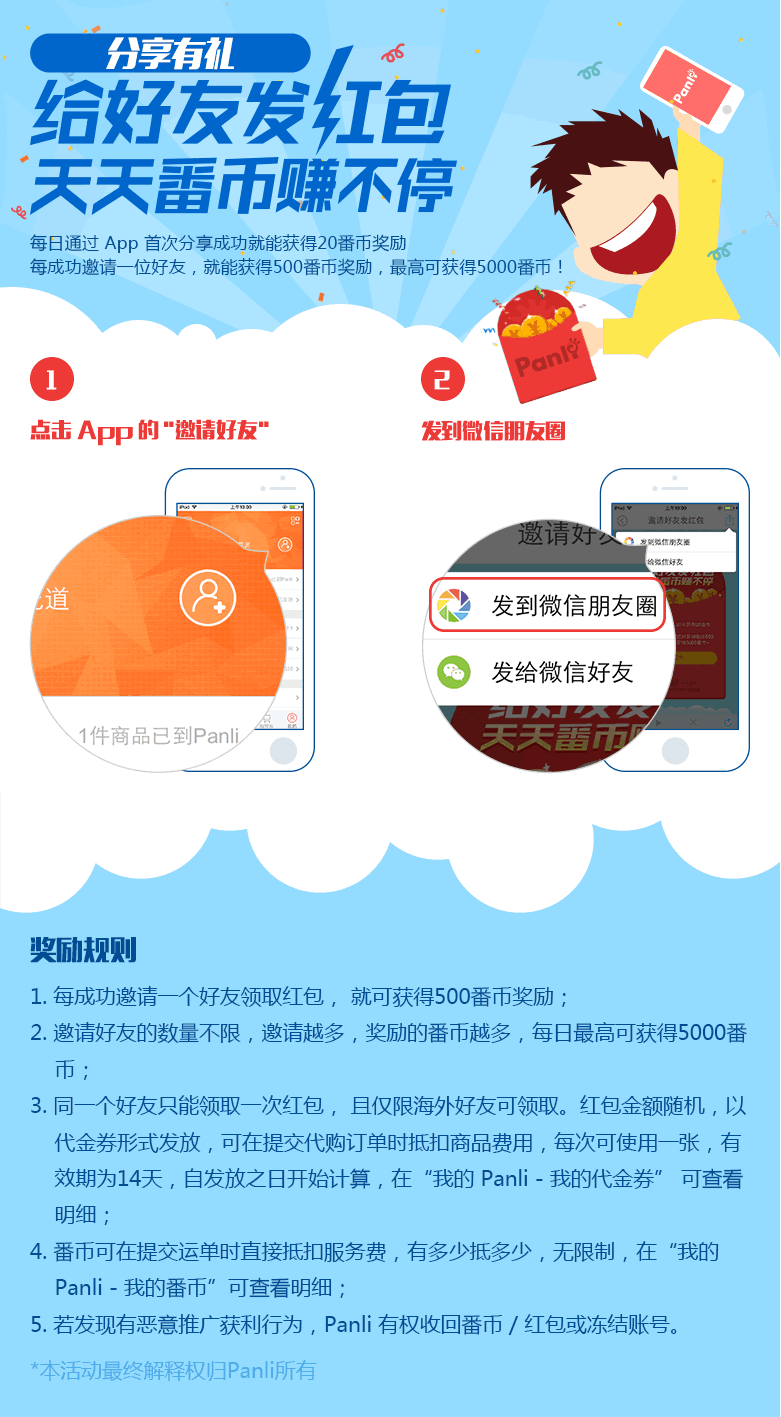 分享有礼
给好友发红包
天天番币赚不停
Panli
每日通过 App 首次分享成功就能获得20番币奖励
每成功邀请一位好友，就能获得500番币奖励，最高可获得5000番币！
Panli
1
点击 App 的 "邀请好友"
2
发到微信朋友圈
iPod
上午10:00
道
1件商品已到Panli
iPod
上午10:00
邀请好友发红包
发到微信朋友圈
发给微信好友
邀请好友
发到微信朋友圈
发给微信好友
给好友发
天天番币赚
奖励规则
1. 每成功邀请一个好友领取红包， 就可获得500番币奖励；
2. 邀请好友的数量不限，邀请越多，奖励的番币越多，每日最高可获得5000番
币；
3. 同一个好友只能领取一次红包， 且仅限海外好友可领取。红包金额随机，以
代金券形式发放，可在提交代购订单时抵扣商品费用，每次可使用一张，有
效期为14天，自发放之日开始计算，在“我的 Panli - 我的代金券” 可查看
明细；
4. 番币可在提交运单时直接抵扣服务费，有多少抵多少，无限制，在“我的
Panli - 我的番币”可查看明细；
5. 若发现有恶意推广获利行为，Panli 有权收回番币 / 红包或冻结账号。
*本活动最终解释权归Panli所有